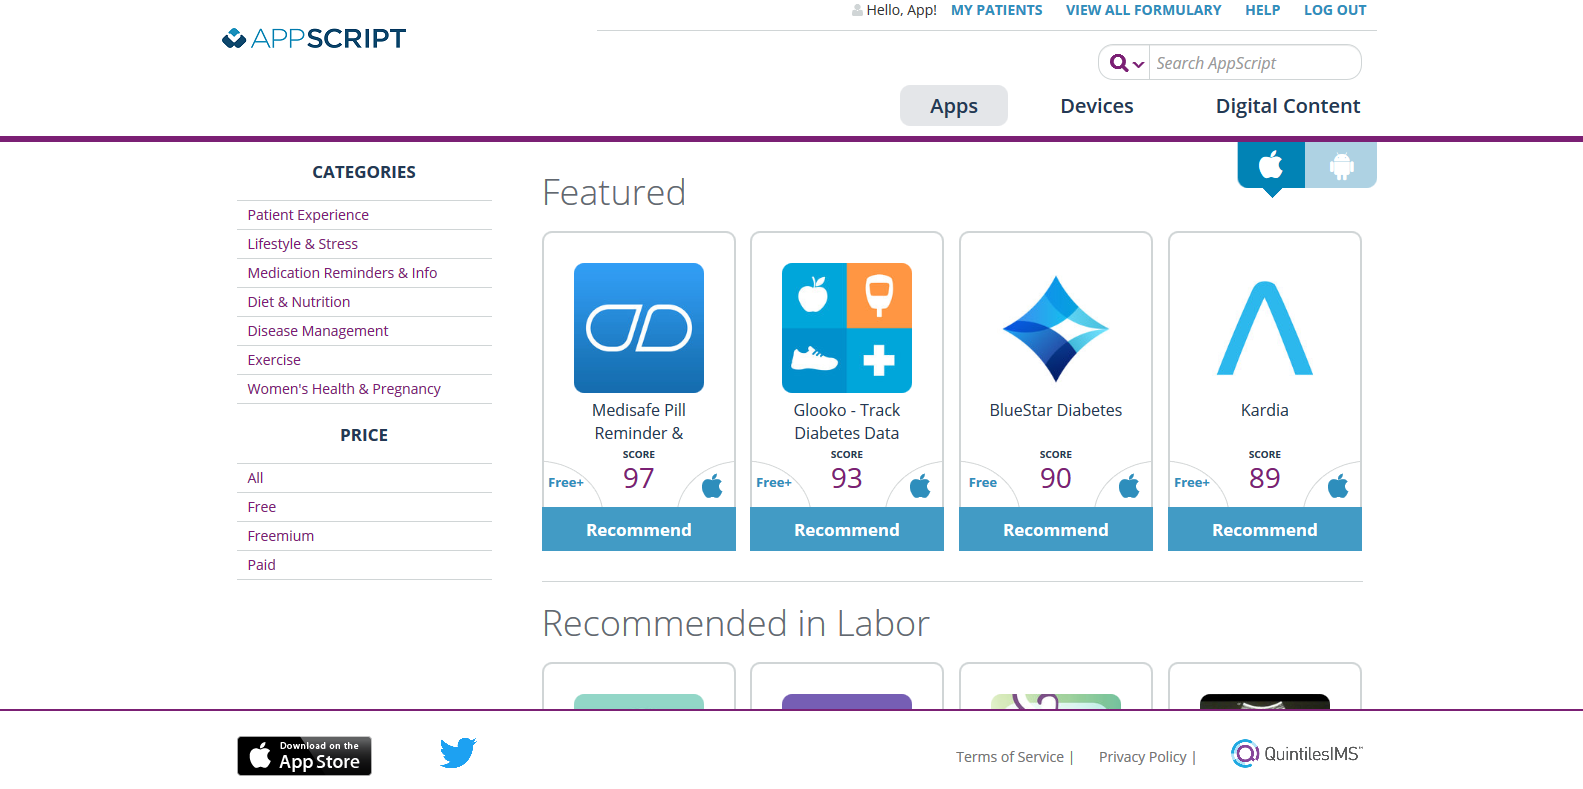 Hello, App! MY PATIENTS VIEW ALL FORMULARY HELP LOG OUT
APPSCRIPT
Search AppScript
Apps Devices Digital Content
CATEGORIES
Patient Experience
Lifestyle & Stress
Medication Reminders & Info
Diet & Nutrition
Disease Management
Exercise
Women's Health & Pregnancy
PRICE
All
Free
Freemium
Paid
Featured
Medisafe Pill
Reminder &
SCORE
Free+ 97
Recommend
Glooko - Track
Diabetes Data
SCORE
Free+ 93
Recommend
BlueStar Diabetes
SCORE
Free 90
Recommend
Kardia
SCORE
Free+ 89
Recommend
Recommended in Labor
Download on the
App Store
Terms of Service | Privacy Policy |
QuintilesIMS™